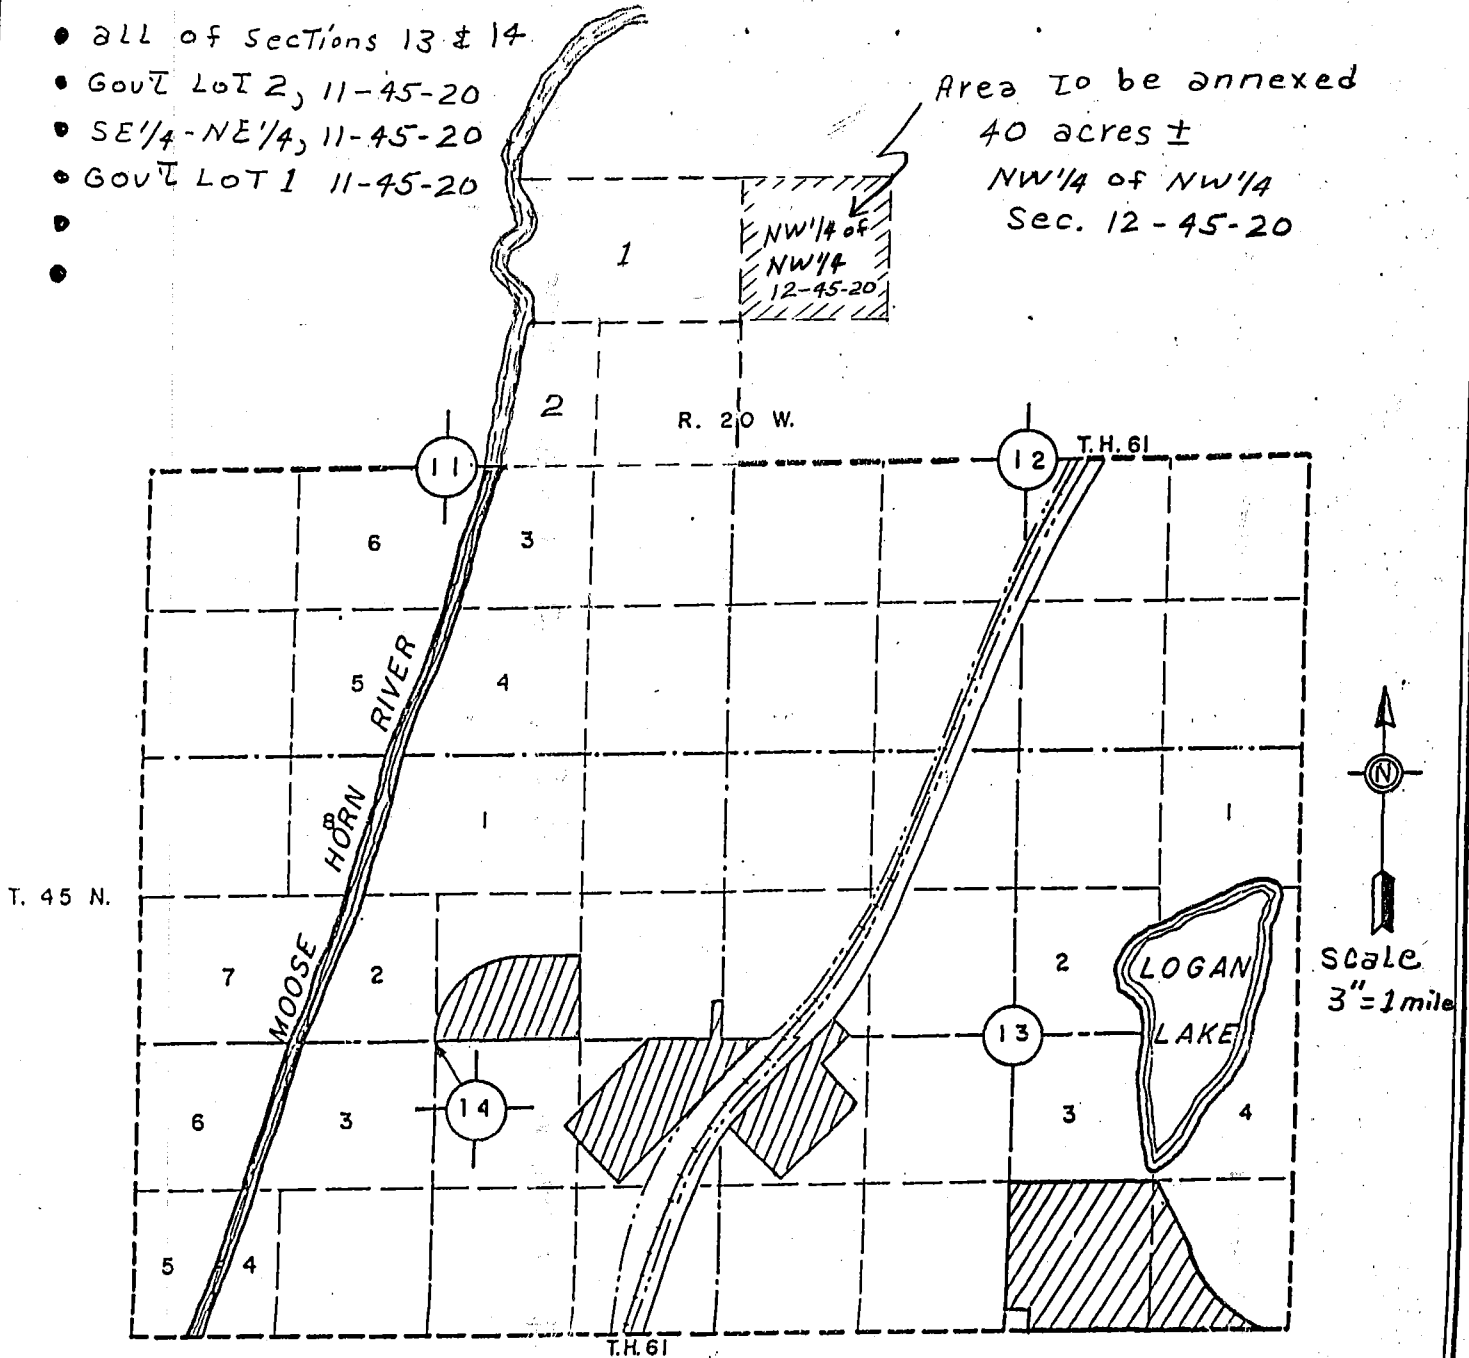 • all of Sections 13 & 14
• Gov't Lot 2, 11-45-20
• SE1/4-NE1/4, 11-45-20
• Gov't LOT 1 11-45-20
•
•
Area To be annexed
40 acres ±
NW1/4 of NW1/4
Sec. 12-45-20
1
NW1/4 of
NW1/4
12-45-20
2
R. 20 W.
11
12
T.H. 61
6
3
5
4
MOOSE HORN RIVER
8
1
1
N
T. 45 N.
7
2
2
LOGAN
LAKE
Scale
3"=1 mile
13
6
3
14
3
4
5
4
T.H. 61